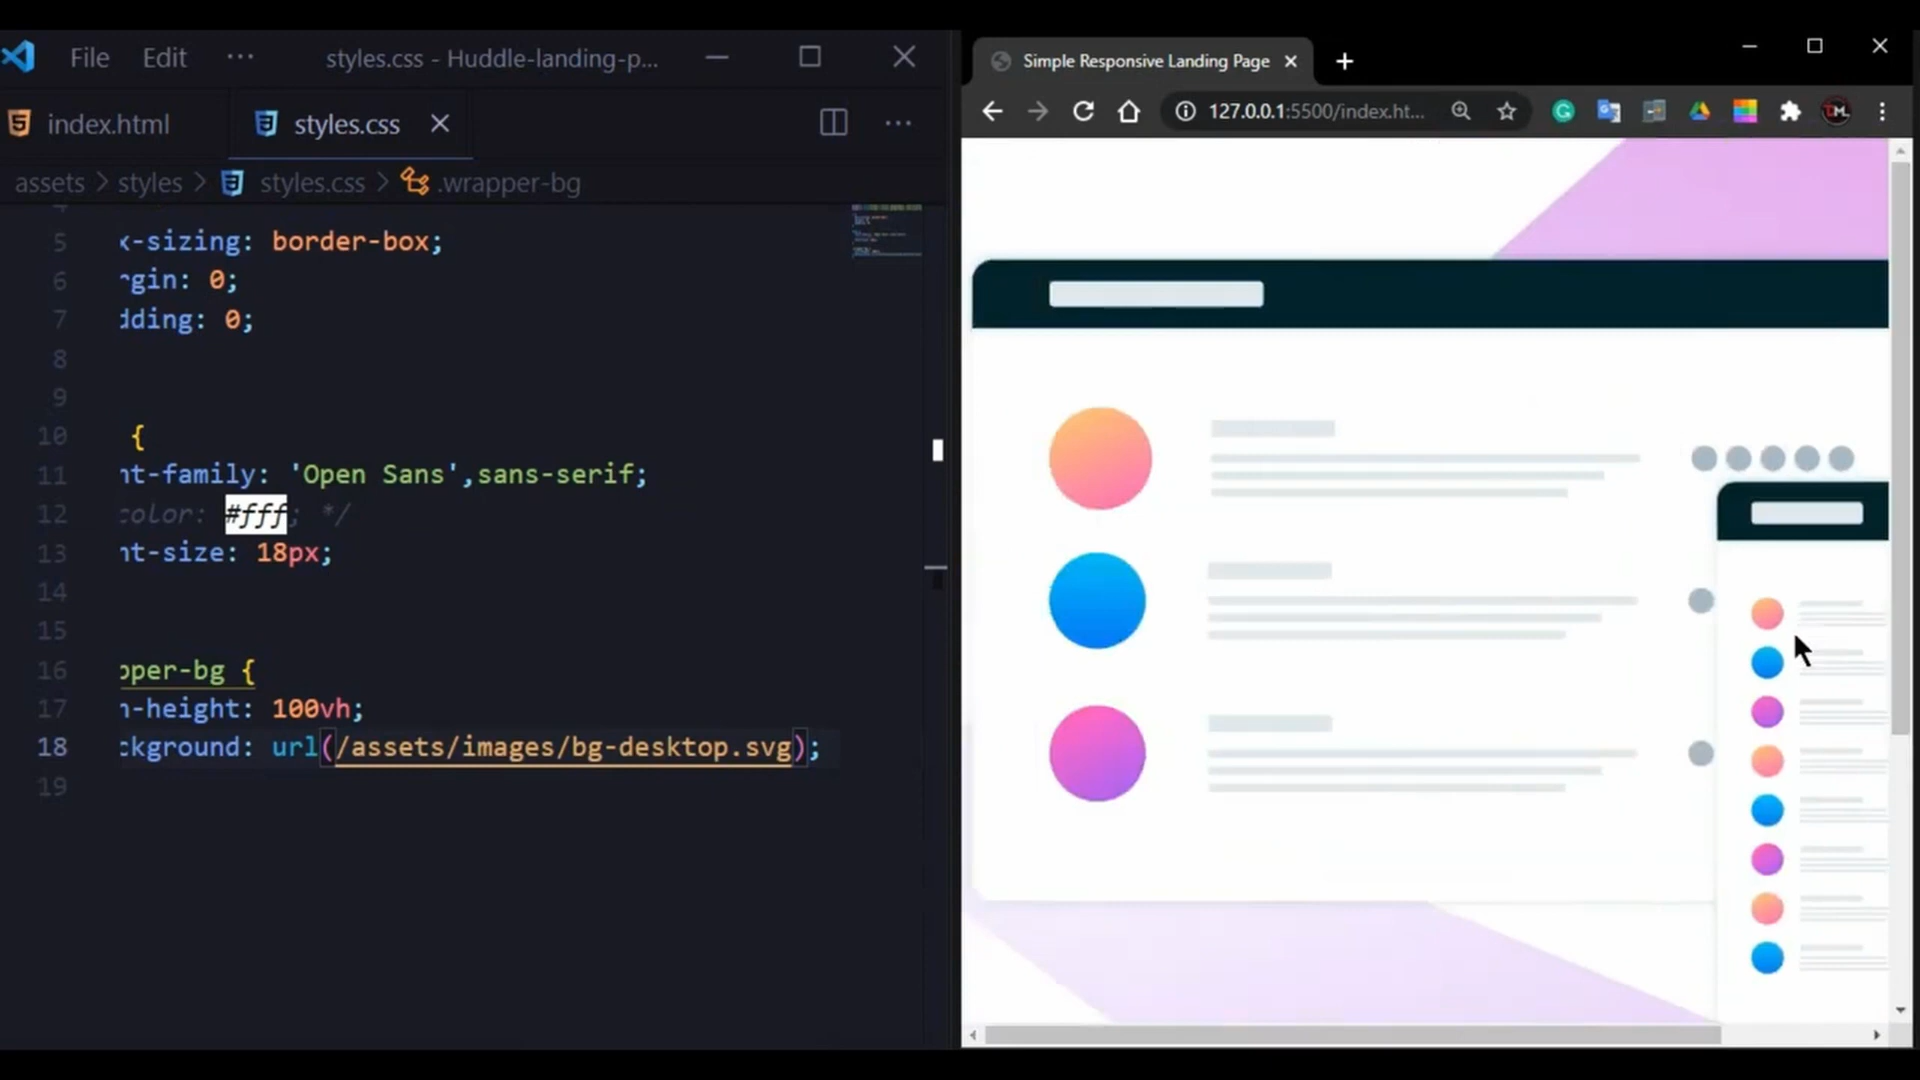 File Edit ··· styles.css - Huddle-landing-p...
index.html styles.css
assets > styles > styles.css > .wrapper-bg
5 x-sizing: border-box;
6 rgin: 0;
7 dding: 0;
8
9
10 {
11 nt-family: 'Open Sans',sans-serif;
12 color: #fff; */
13 nt-size: 18px;
14
15
16 pper-bg {
17 n-height: 100vh;
18 ckground: url(/assets/images/bg-desktop.svg);
19
Simple Responsive Landing Page
127.0.0.1:5500/index.ht...